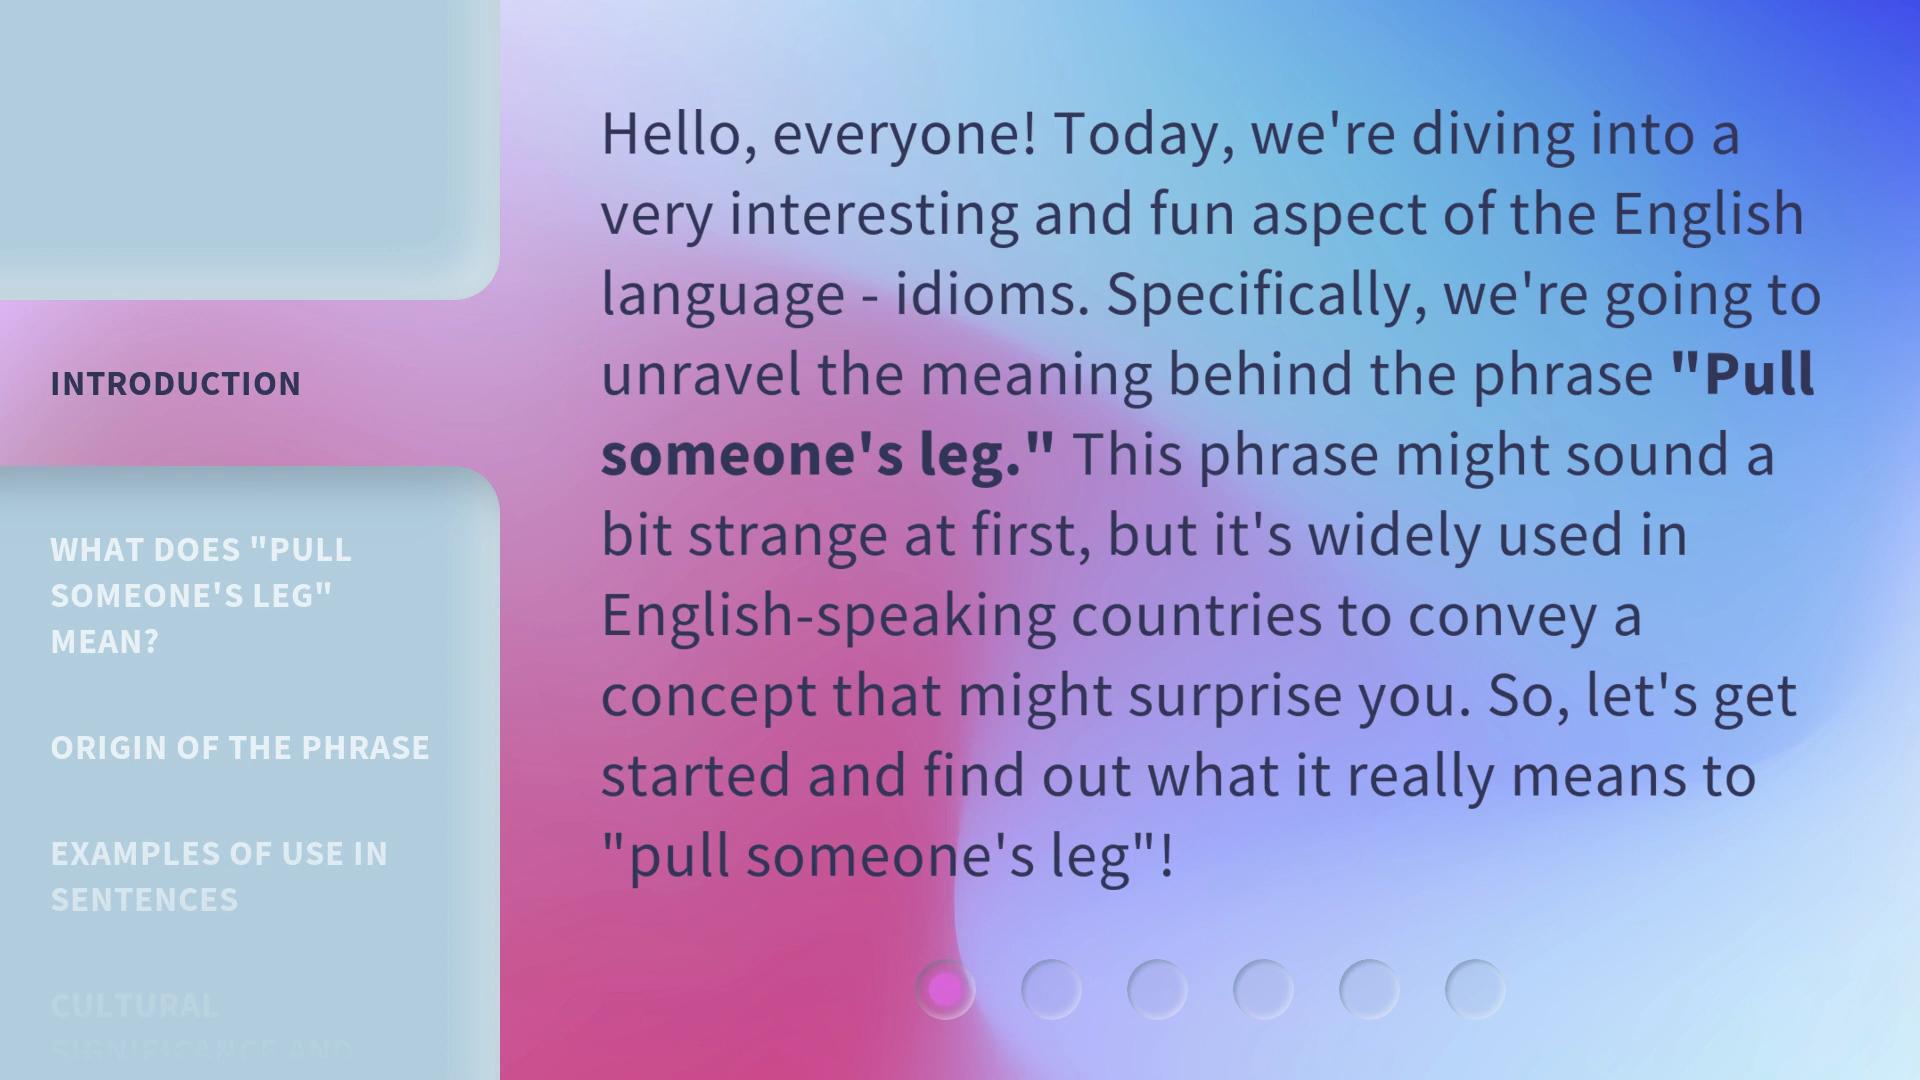 INTRODUCTION
WHAT DOES "PULL
SOMEONE'S LEG"
MEAN?
ORIGIN OF THE PHRASE
EXAMPLES OF USE IN
SENTENCES
CULTURAL
SIGNIFICANCE AND
Hello, everyone! Today, we're diving into a
very interesting and fun aspect of the English
language - idioms. Specifically, we're going to
unravel the meaning behind the phrase "Pull
someone's leg." This phrase might sound a
bit strange at first, but it's widely used in
English-speaking countries to convey a
concept that might surprise you. So, let's get
started and find out what it really means to
"pull someone's leg"!